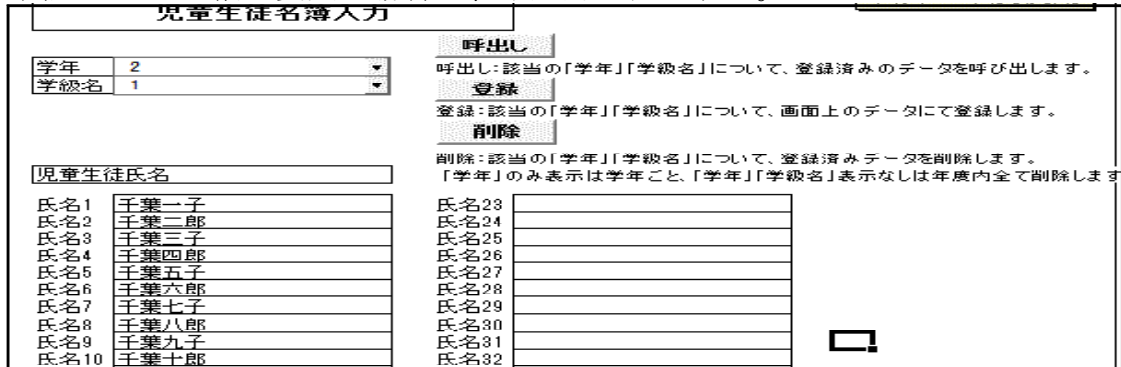 児童生徒名簿入力
呼出し
学年 2
呼出し:該当の「学年」「学級名」について、登録済みのデータを呼び出します。
学級名 1
登録
登録:該当の「学年」「学級名」について、画面上のデータにて登録します。
削除
削除:該当の「学年」「学級名」について、登録済みデータを削除します。
児童生徒氏名
「学年」のみ表示は学年ごと、「学年」「学級名」表示なしは年度内全て削除します
氏名1 千葉一子
氏名2 千葉二郎
氏名3 千葉三子
氏名4 千葉四郎
氏名5 千葉五子
氏名6 千葉六郎
氏名7 千葉七子
氏名8 千葉八郎
氏名9 千葉九子
氏名10 千葉十郎
氏名23
氏名24
氏名25
氏名26
氏名27
氏名28
氏名29
氏名30
氏名31
氏名32